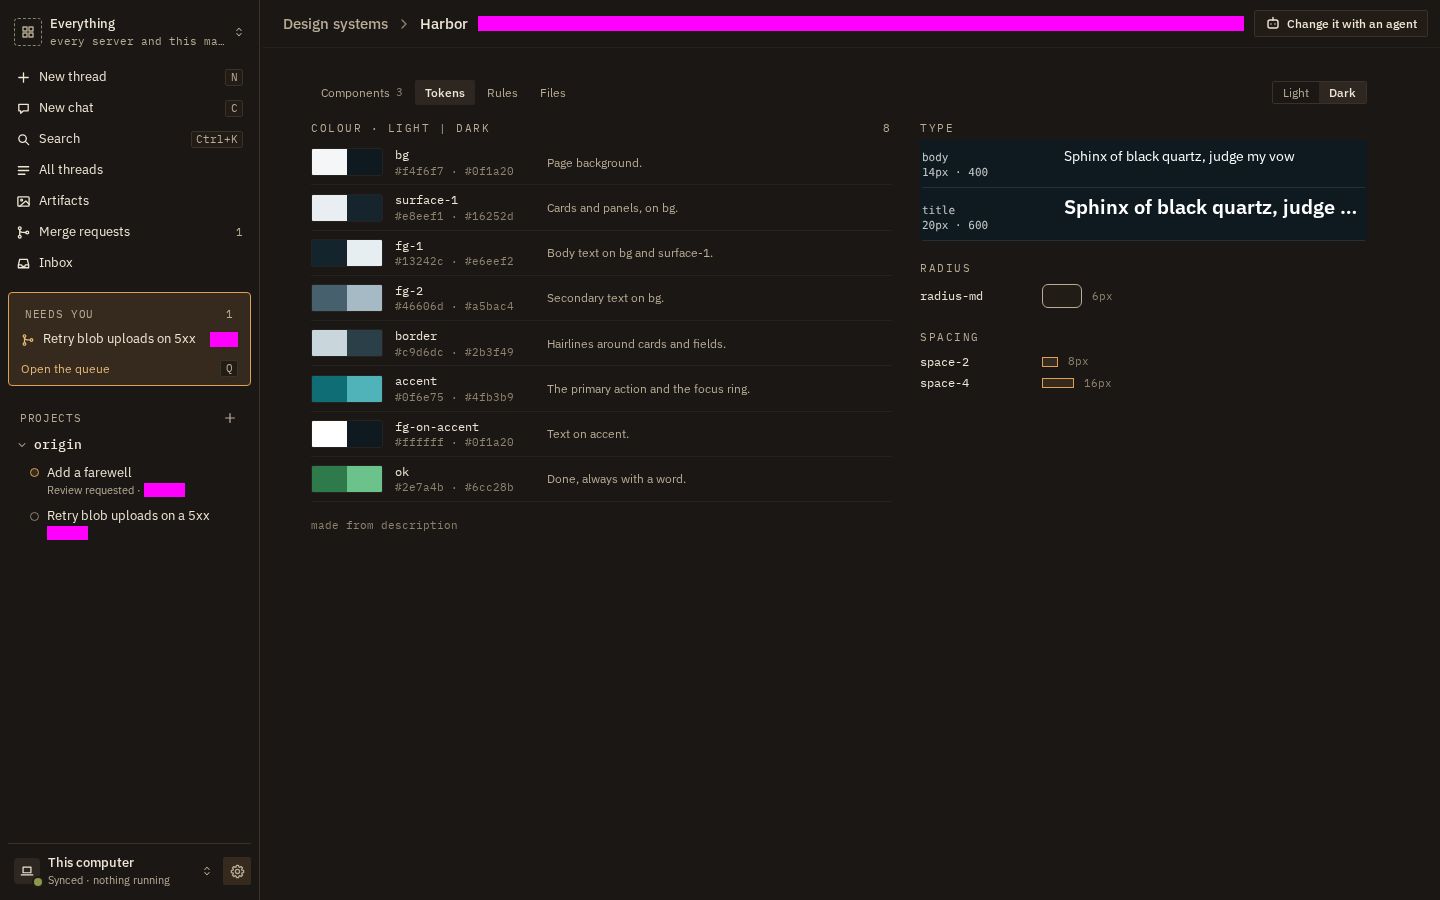 Everything
every server and this ma…
New thread N
New chat C
Search Ctrl+K
All threads
Artifacts
Merge requests 1
Inbox
NEEDS YOU 1
Retry blob uploads on 5xx
Open the queue Q
PROJECTS
origin
Add a farewell
Review requested ·
Retry blob uploads on a 5xx
This computer
Synced · nothing running
Design systems > Harbor
Change it with an agent
Components 3 Tokens Rules Files
Light Dark
COLOUR · LIGHT | DARK 8
bg
#f4f6f7 · #0f1a20
Page background.
surface-1
#e8eef1 · #16252d
Cards and panels, on bg.
fg-1
#13242c · #e6eef2
Body text on bg and surface-1.
fg-2
#46606d · #a5bac4
Secondary text on bg.
border
#c9d6dc · #2b3f49
Hairlines around cards and fields.
accent
#0f6e75 · #4fb3b9
The primary action and the focus ring.
fg-on-accent
#ffffff · #0f1a20
Text on accent.
ok
#2e7a4b · #6cc28b
Done, always with a word.
made from description
TYPE
body
14px · 400
Sphinx of black quartz, judge my vow
title
20px · 600
Sphinx of black quartz, judge …
RADIUS
radius-md 6px
SPACING
space-2 8px
space-4 16px